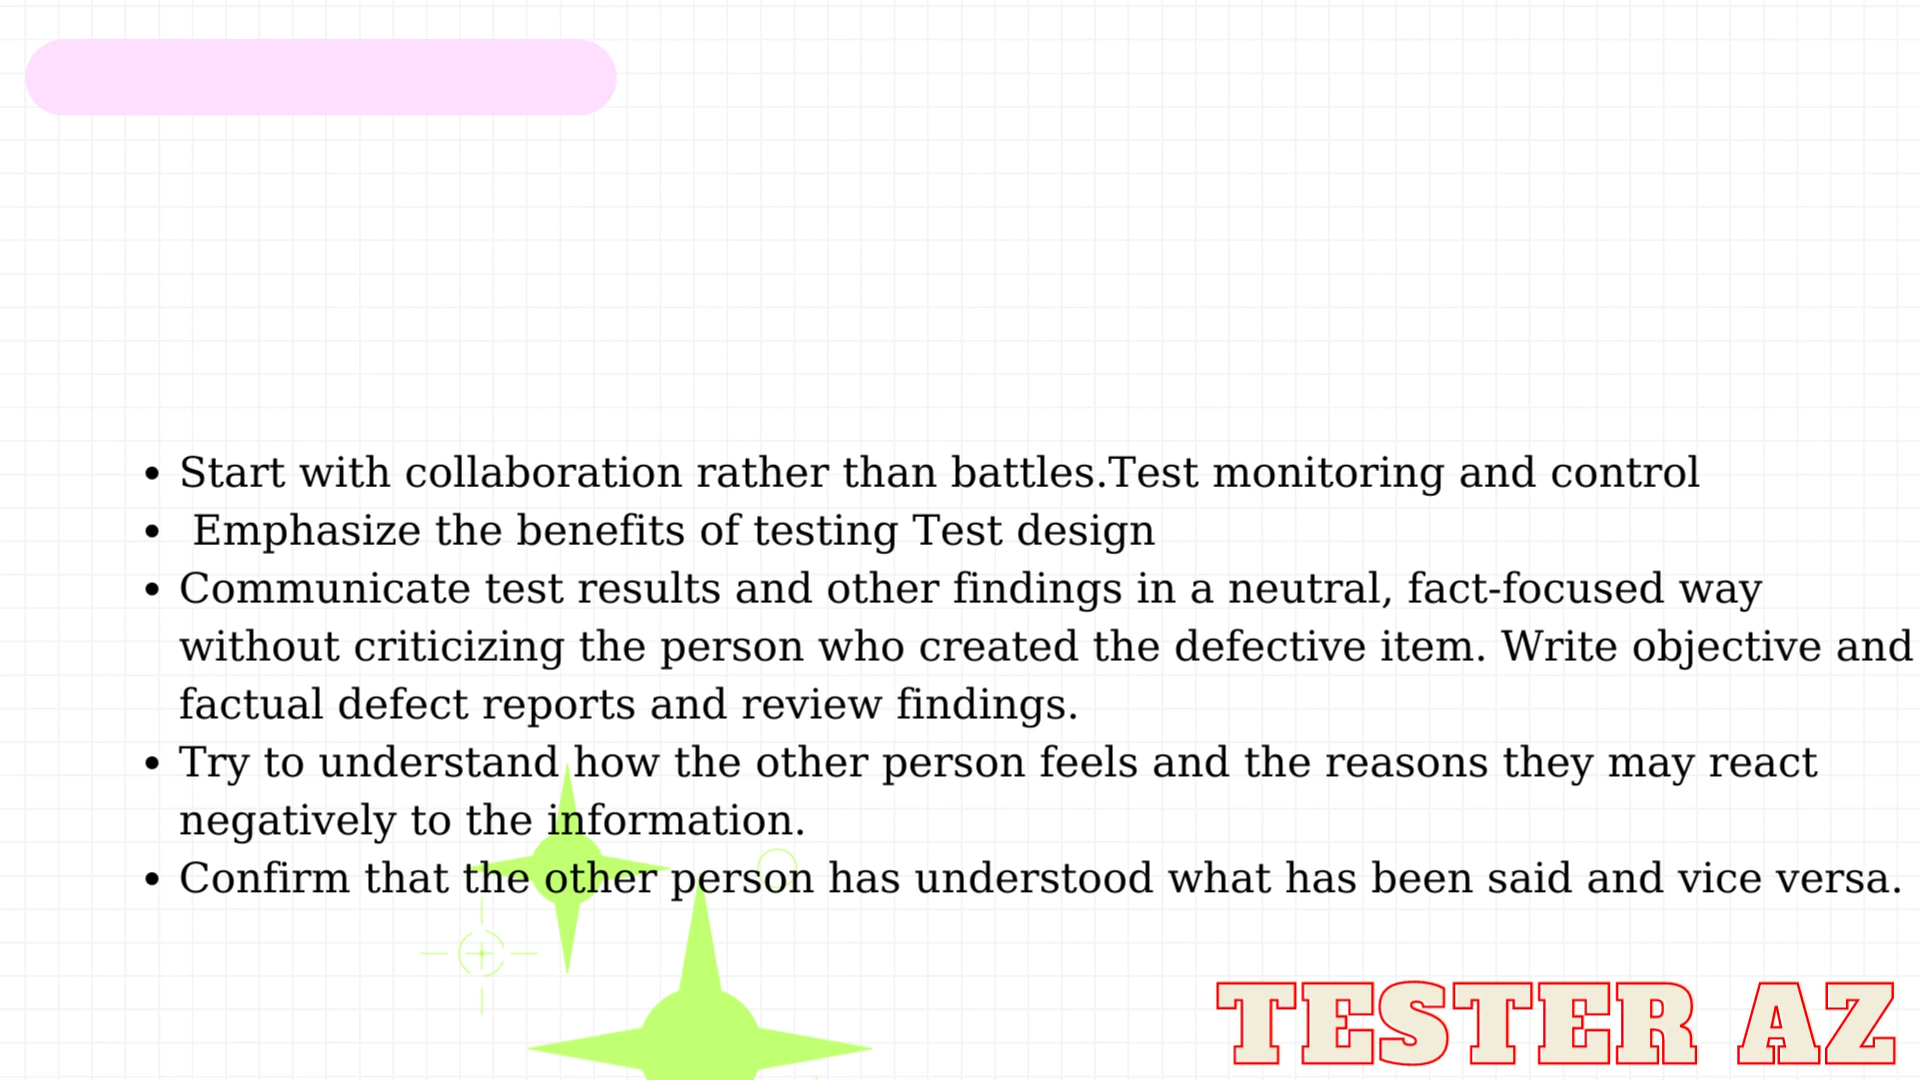 • Start with collaboration rather than battles.Test monitoring and control
• Emphasize the benefits of testing Test design
• Communicate test results and other findings in a neutral, fact-focused way
without criticizing the person who created the defective item. Write objective and
factual defect reports and review findings.
• Try to understand how the other person feels and the reasons they may react
negatively to the information.
• Confirm that the other person has understood what has been said and vice versa.
TESTER AZ